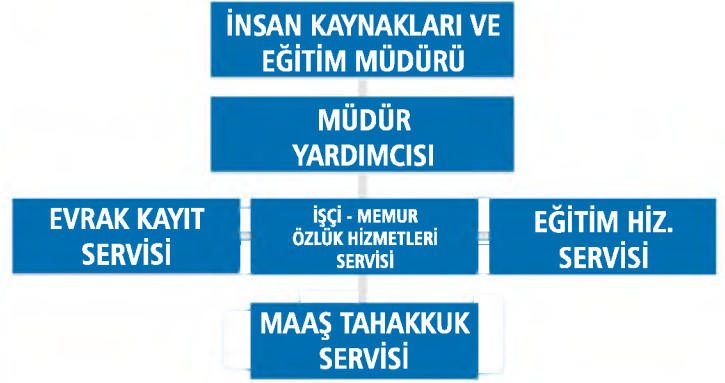 İNSAN KAYNAKLARI VE
EĞİTİM MÜDÜRÜ
MÜDÜR
YARDIMCISI
EVRAK KAYIT
SERVİSİ
İŞÇİ - MEMUR
ÖZLÜK HİZMETLERİ
SERVİSİ
EĞİTİM HİZ.
SERVİSİ
MAAŞ TAHAKKUK
SERVİSİ